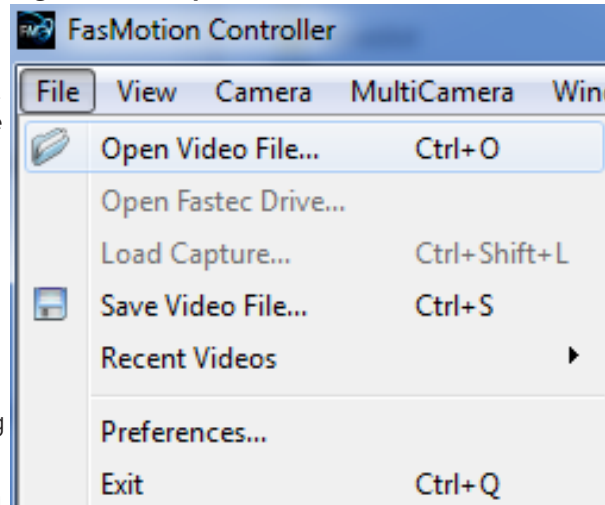 FasMotion Controller
File View Camera MultiCamera
Open Video File... Ctrl+O
Open Fastec Drive...
Load Capture... Ctrl+Shift+L
Save Video File... Ctrl+S
Recent Videos
Preferences...
Exit Ctrl+Q